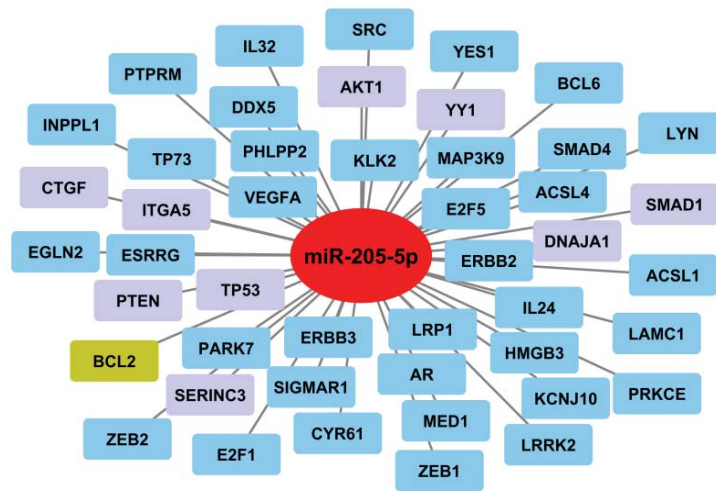 SRC
IL32
YES1
PTPRM
AKT1
BCL6
DDX5
YY1
INPPL1
LYN
TP73
PHLPP2
KLK2
MAP3K9
SMAD4
CTGF
VEGFA
ACSL4
ITGA5
E2F5
SMAD1
DNAJA1
EGLN2
ESRRG
miR-205-5p
ERBB2
ACSL1
PTEN
TP53
IL24
LAMC1
BCL2
PARK7
ERBB3
LRP1
HMGB3
SERINC3
SIGMAR1
AR
KCNJ10
PRKCE
ZEB2
E2F1
CYR61
MED1
LRRK2
ZEB1